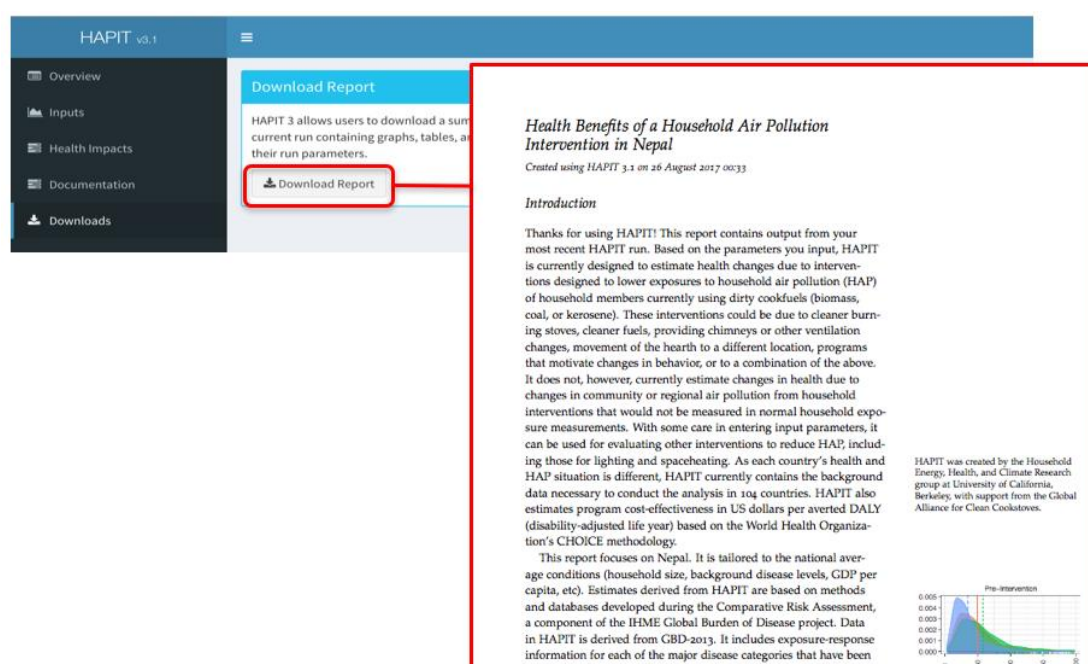 HAPIT v3.1
Overview
Inputs
Health Impacts
Documentation
Downloads
Download Report
HAPIT 3 allows users to download a sum
current run containing graphs, tables, a
their run parameters.
Download Report
Health Benefits of a Household Air Pollution
Intervention in Nepal
Created using HAPIT 3.1 on 26 August 2017 00:33
Introduction
Thanks for using HAPIT! This report contains output from your
most recent HAPIT run. Based on the parameters you input, HAPIT
is currently designed to estimate health changes due to interven-
tions designed to lower exposures to household air pollution (HAP)
of household members currently using dirty cookfuels (biomass,
coal, or kerosene). These interventions could be due to cleaner burn-
ing stoves, cleaner fuels, providing chimneys or other ventilation
changes, movement of the hearth to a different location, programs
that motivate changes in behavior, or to a combination of the above.
It does not, however, currently estimate changes in health due to
changes in community or regional air pollution from household
interventions that would not be measured in normal household expo-
sure measurements. With some care in entering input parameters, it
can be used for evaluating other interventions to reduce HAP, includ-
ing those for lighting and spaceheating. As each country's health and
HAP situation is different, HAPIT currently contains the background
data necessary to conduct the analysis in 104 countries. HAPIT also
estimates program cost-effectiveness in US dollars per averted DALY
(disability-adjusted life year) based on the World Health Organiza-
tion's CHOICE methodology.
This report focuses on Nepal. It is tailored to the national aver-
age conditions (household size, background disease levels, GDP per
capita, etc). Estimates derived from HAPIT are based on methods
and databases developed during the Comparative Risk Assessment,
a component of the IHME Global Burden of Disease project. Data
in HAPIT is derived from GBD-2013. It includes exposure-response
information for each of the major disease categories that have been
HAPIT was created by the Household
Energy, Health, and Climate Research
group at University of California,
Berkeley, with support from the Global
Alliance for Clean Cookstoves.
Pre-Intervention
0.005
0.004
0.003
0.002
0.001
0.000